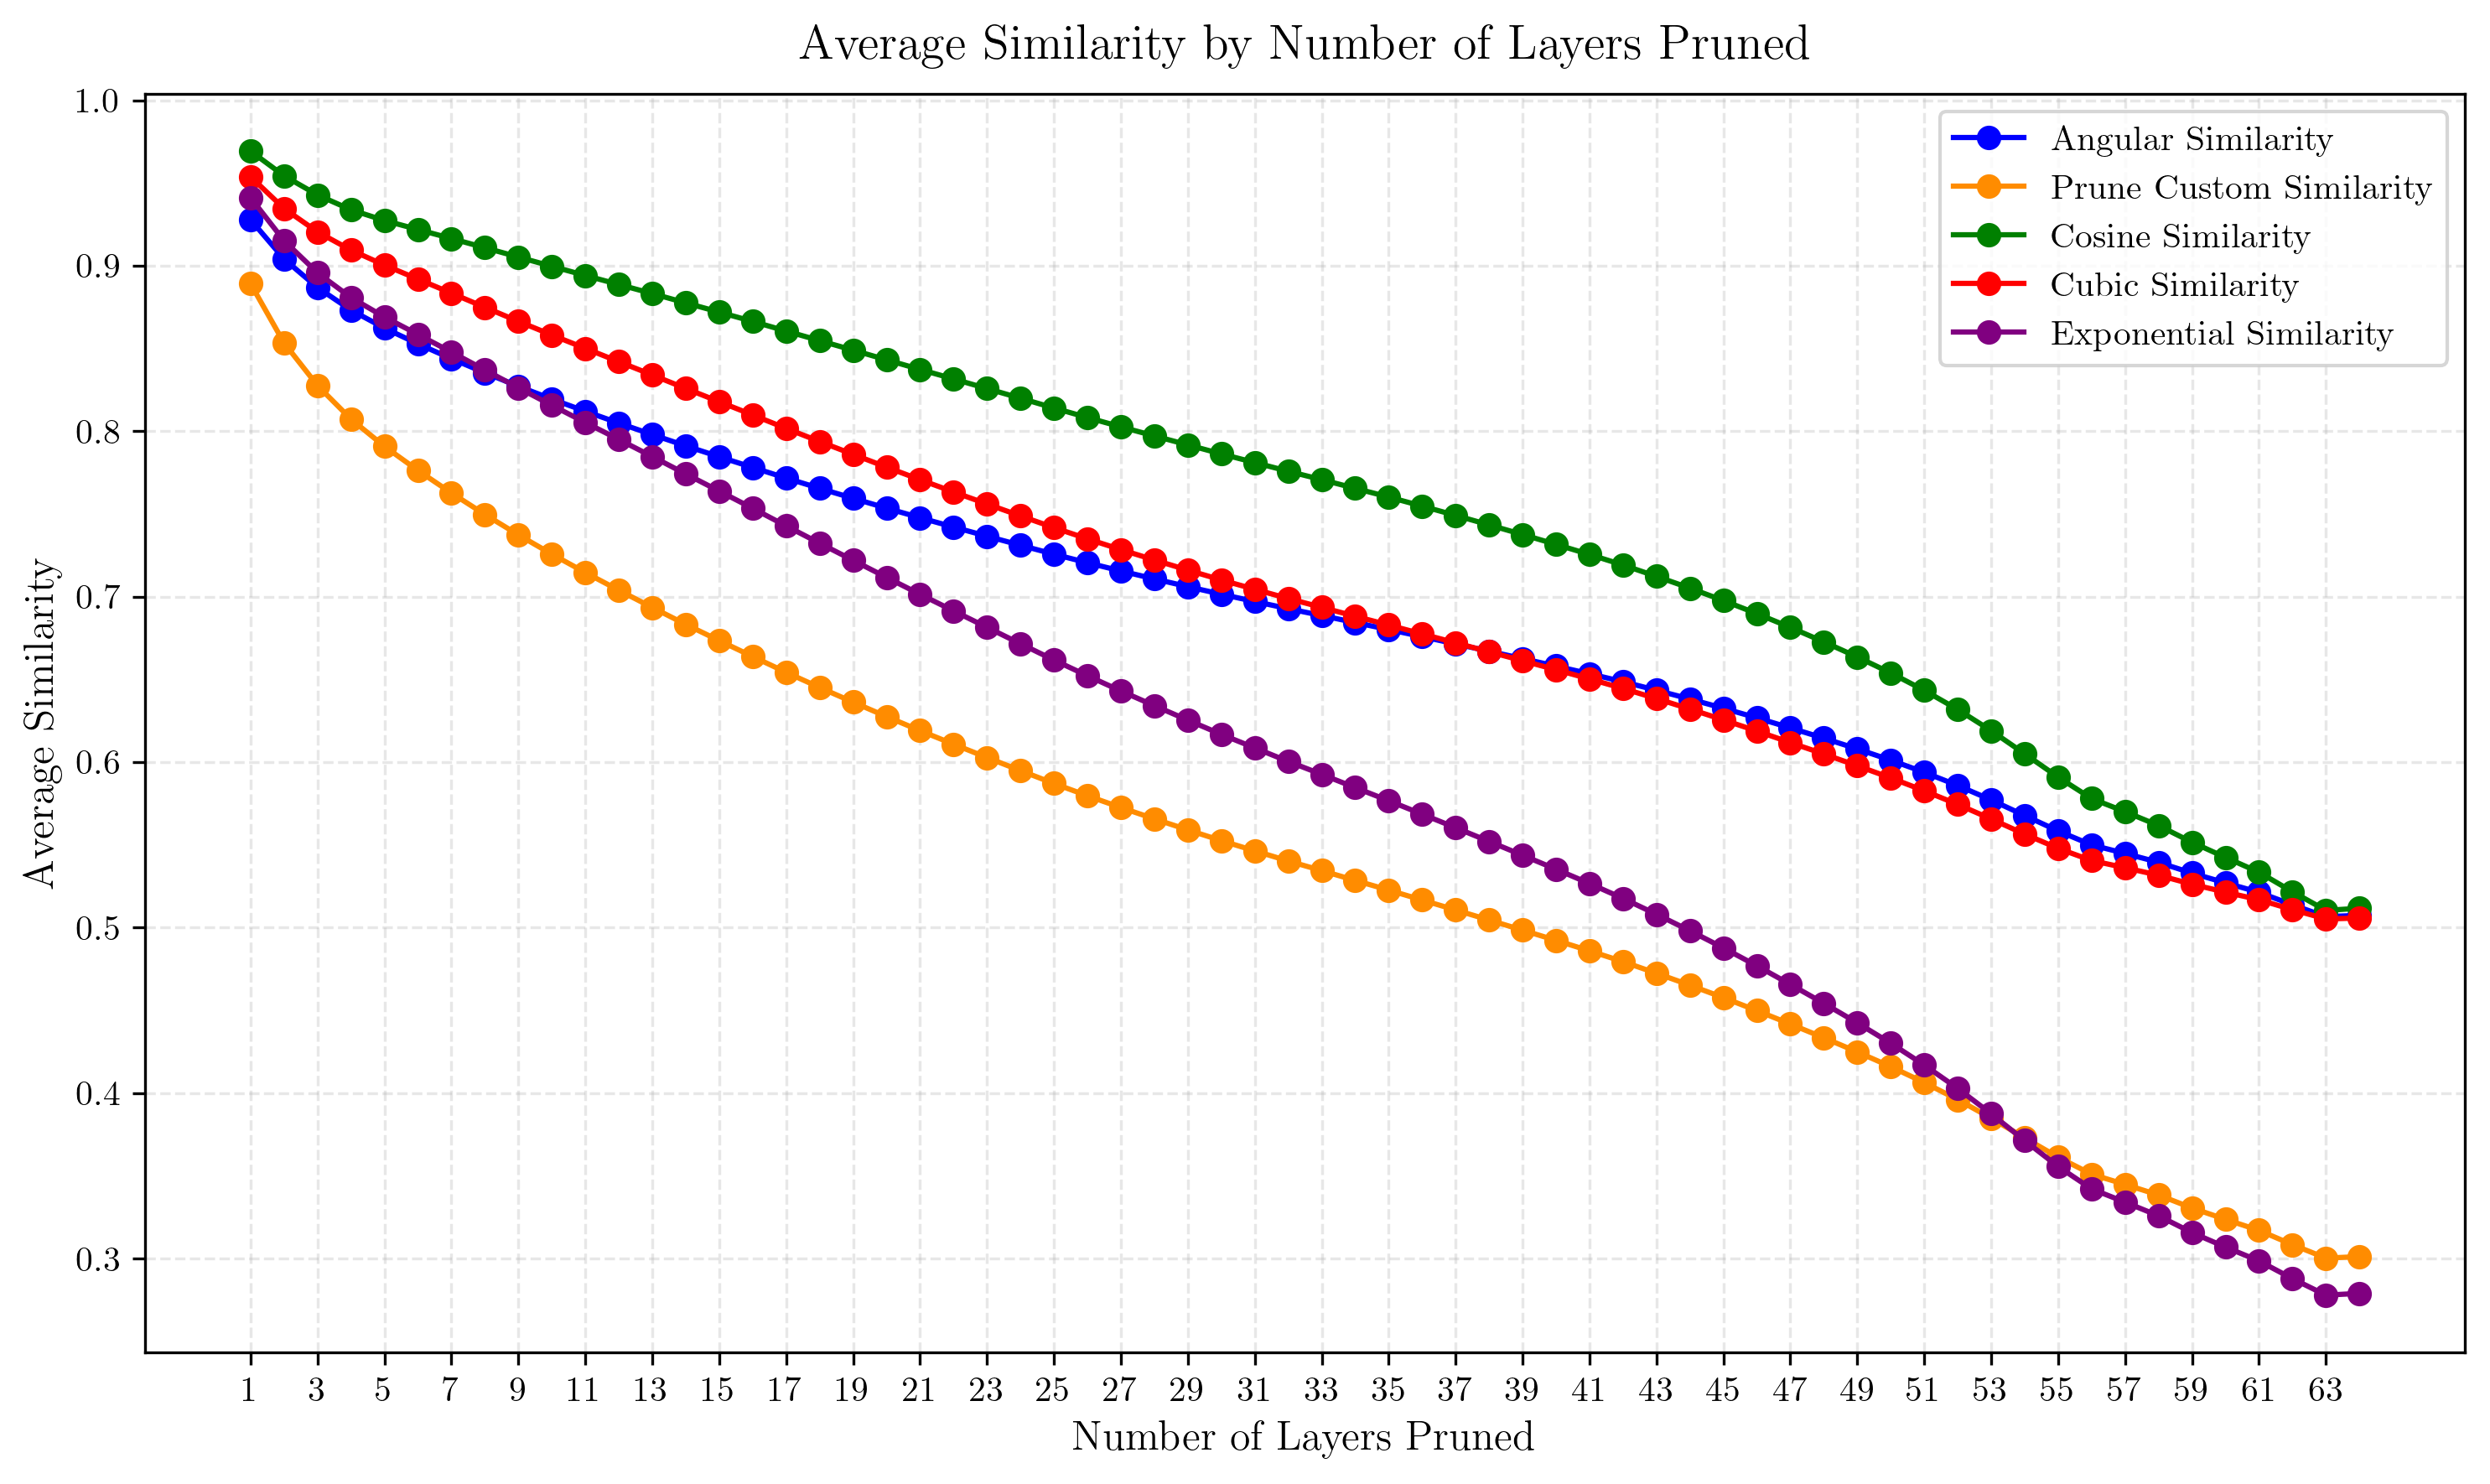 Average Similarity by Number of Layers Pruned
Angular Similarity
Prune Custom Similarity
Cosine Similarity
Cubic Similarity
Exponential Similarity
Average Similarity
1.0
0.9
0.8
0.7
0.6
0.5
0.4
0.3
1 3 5 7 9 11 13 15 17 19 21 23 25 27 29 31 33 35 37 39 41 43 45 47 49 51 53 55 57 59 61 63
Number of Layers Pruned